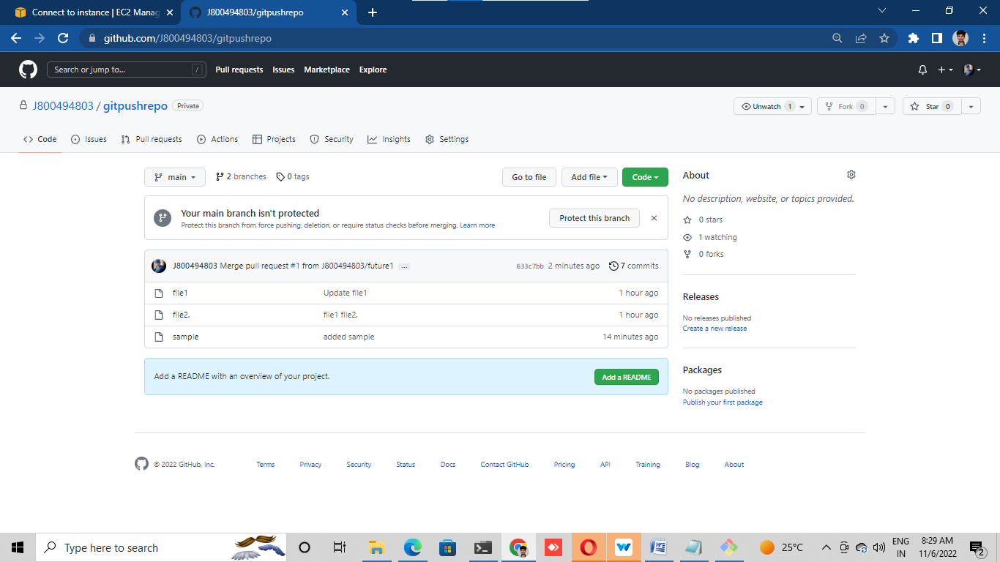 Connect to instance | EC2 Manag
J800494803/gitpushrepo
github.com/J800494803/gitpushrepo
Search or jump to... /
Pull requests Issues Marketplace Explore
J800494803 / gitpushrepo Private
Unwatch 1 Fork 0 Star 0
Code Issues Pull requests Actions Projects Security Insights Settings
main 2 branches 0 tags
Go to file Add file Code
Your main branch isn't protected
Protect this branch from force pushing, deletion, or require status checks before merging. Learn more
Protect this branch
J800494803 Merge pull request #1 from J800494803/future1 ... 633c7bb 2 minutes ago 7 commits
file1 Update file1 1 hour ago
file2. file1 file2. 1 hour ago
sample added sample 14 minutes ago
Add a README with an overview of your project. Add a README
About
No description, website, or topics provided.
0 stars
1 watching
0 forks
Releases
No releases published
Create a new release
Packages
No packages published
Publish your first package
© 2022 GitHub, Inc. Terms Privacy Security Status Docs Contact GitHub Pricing API Training Blog About
Type here to search
25°C
ENG
IN
8:29 AM
11/6/2022
2